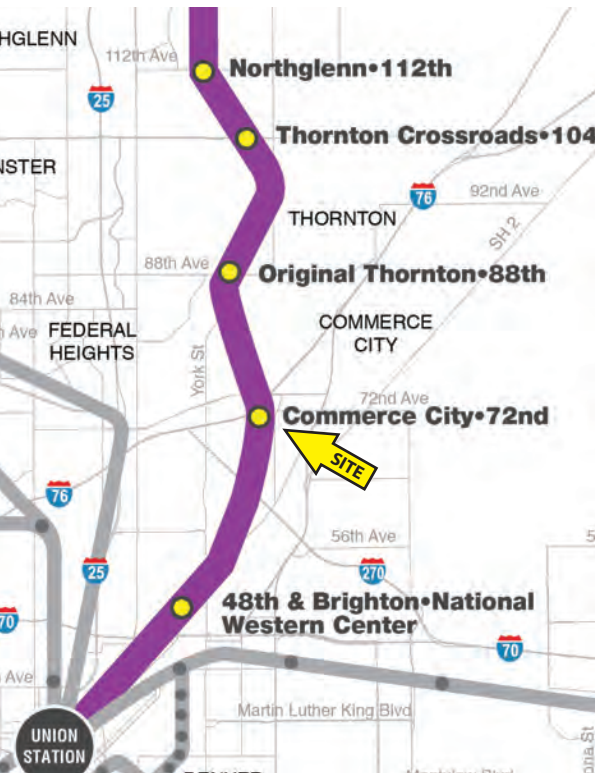 HGLENN
112th Ave
Northglenn•112th
25
Thornton Crossroads•104
NSTER
76
92nd Ave
THORNTON
SH 2
88th Ave
Original Thornton•88th
84th Ave
Ave
FEDERAL
HEIGHTS
COMMERCE
CITY
York St
72nd Ave
Commerce City•72nd
SITE
76
56th Ave
5
25
270
48th & Brighton•National
Western Center
70
70
Ave
Martin Luther King Blvd
UNION
STATION